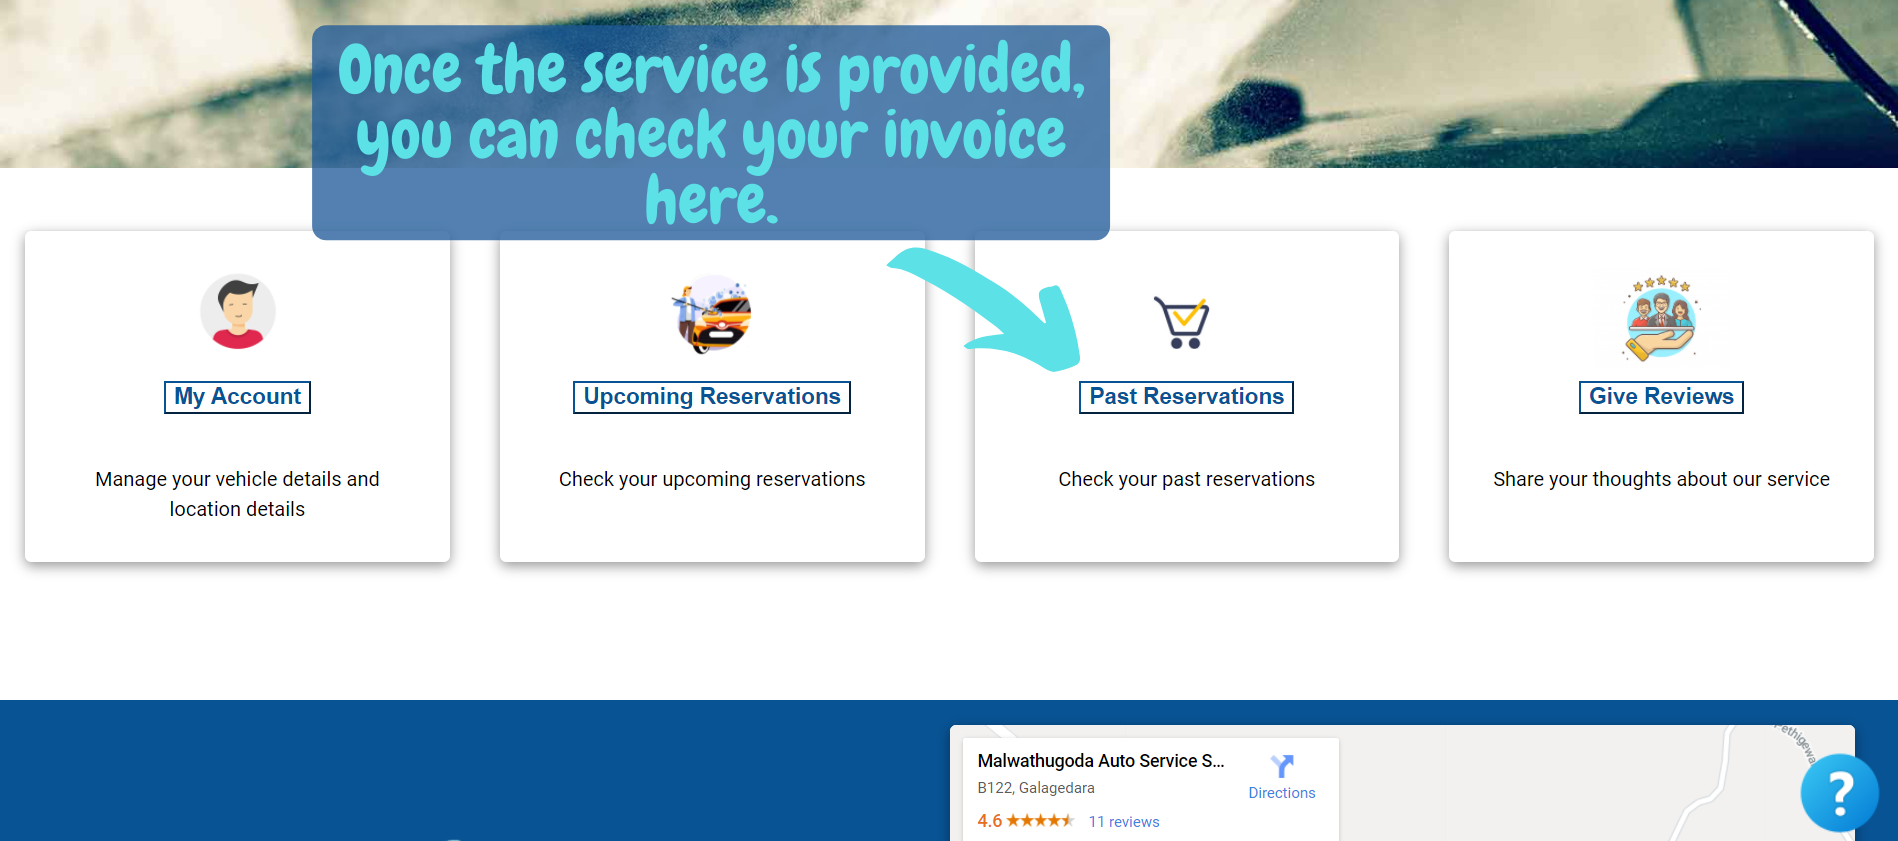 Once the service is provided,
you can check your invoice
here.
My Account
Upcoming Reservations
Past Reservations
Give Reviews
Manage your vehicle details and
location details
Check your upcoming reservations
Check your past reservations
Share your thoughts about our service
Malwathugoda Auto Service S...
B122, Galagedara
Directions
4.6
11 reviews
?